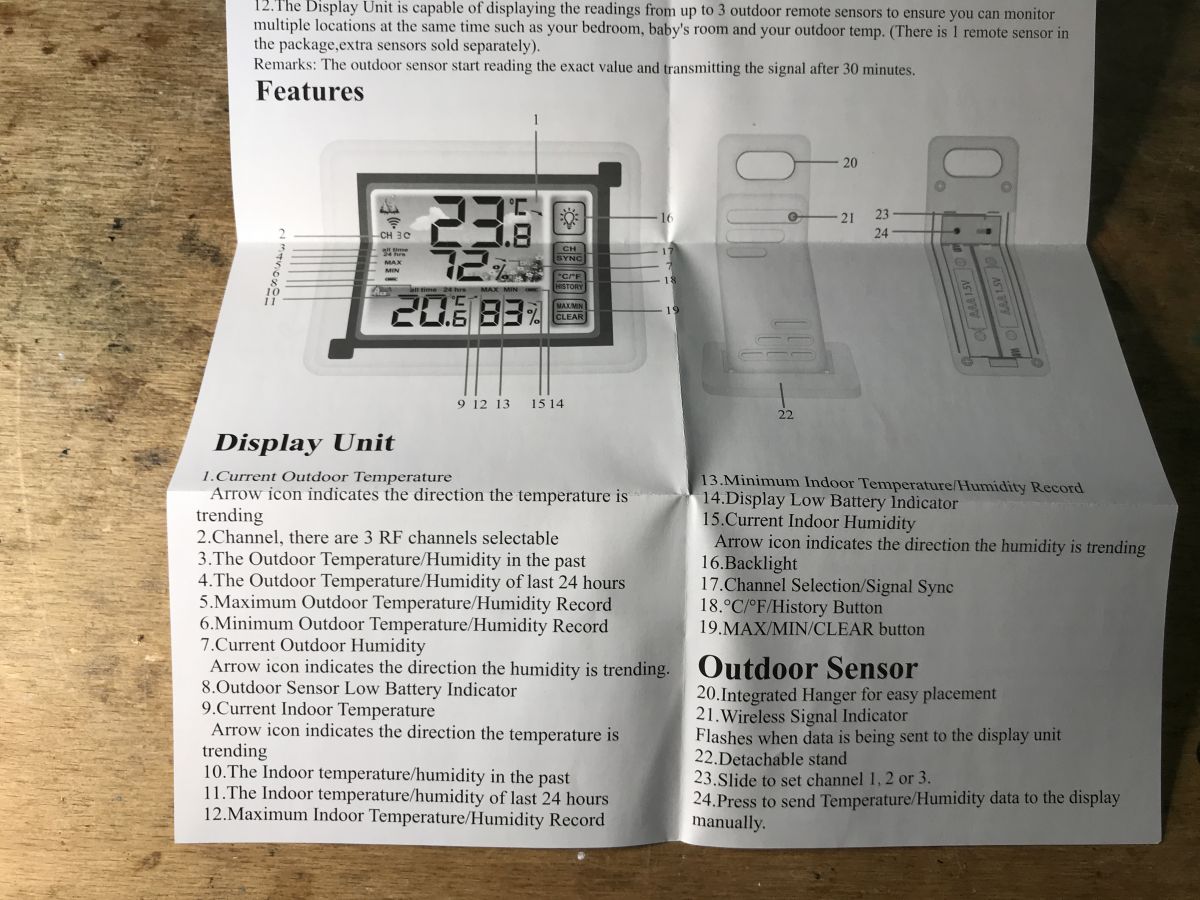 12.The Display Unit is capable of displaying the readings from up to 3 outdoor remote sensors to ensure you can monitor
multiple locations at the same time such as your bedroom, baby's room and your outdoor temp. (There is 1 remote sensor in
the package,extra sensors sold separately).
Remarks: The outdoor sensor start reading the exact value and transmitting the signal after 30 minutes.
Features
1
23.8 °C
CH 3
all time
24 hrs
MAX
MIN
72%
all time 24 hrs MAX MIN
20.6 °C 83%
CH
SYNC
°C/°F
HISTORY
MAX/MIN
CLEAR
2
3
4
5
6
8
10
11
16
17
7
18
19
9 12 13 15 14
20
21
22
23
24
AAA 1.5V
AAA 1.5V
Display Unit
1.Current Outdoor Temperature
Arrow icon indicates the direction the temperature is
trending
2.Channel, there are 3 RF channels selectable
3.The Outdoor Temperature/Humidity in the past
4.The Outdoor Temperature/Humidity of last 24 hours
5.Maximum Outdoor Temperature/Humidity Record
6.Minimum Outdoor Temperature/Humidity Record
7.Current Outdoor Humidity
Arrow icon indicates the direction the humidity is trending.
8.Outdoor Sensor Low Battery Indicator
9.Current Indoor Temperature
Arrow icon indicates the direction the temperature is
trending
10.The Indoor temperature/humidity in the past
11.The Indoor temperature/humidity of last 24 hours
12.Maximum Indoor Temperature/Humidity Record
13.Minimum Indoor Temperature/Humidity Record
14.Display Low Battery Indicator
15.Current Indoor Humidity
Arrow icon indicates the direction the humidity is trending
16.Backlight
17.Channel Selection/Signal Sync
18.°C/°F/History Button
19.MAX/MIN/CLEAR button
Outdoor Sensor
20.Integrated Hanger for easy placement
21.Wireless Signal Indicator
Flashes when data is being sent to the display unit
22.Detachable stand
23.Slide to set channel 1, 2 or 3.
24.Press to send Temperature/Humidity data to the display
manually.